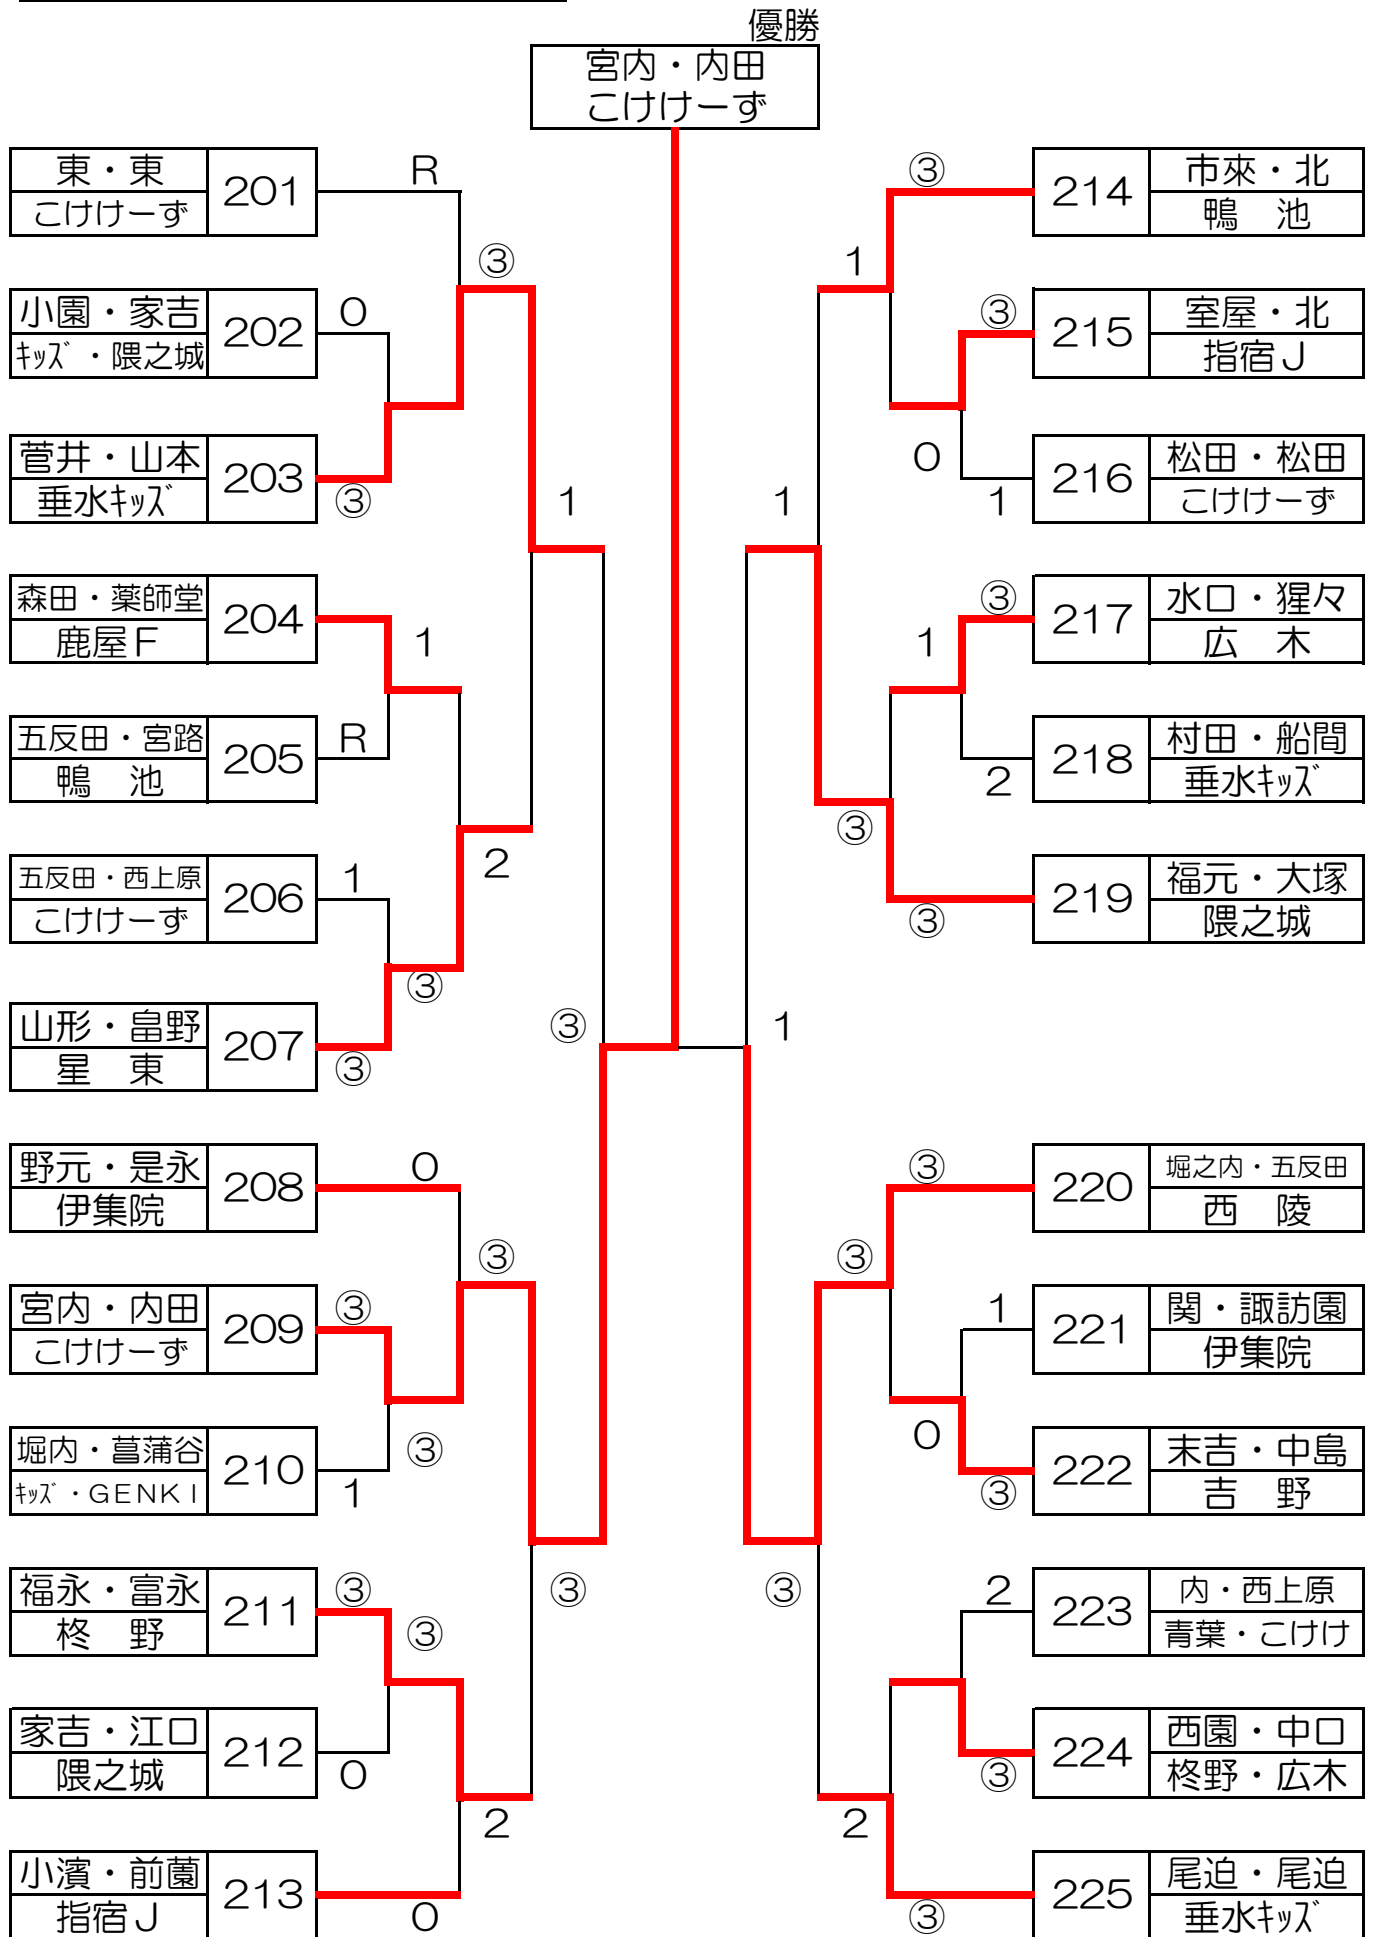 優勝
宮内・内田
こけけーず
東・東
こけけーず
201
R
小園・家吉
ｷｯｽﾞ・隈之城
202
0
菅井・山本
垂水ｷｯｽﾞ
203
③
③
森田・薬師堂
鹿屋Ｆ
204
1
五反田・宮路
鴨　池
205
R
五反田・西上原
こけけーず
206
1
山形・畠野
星　東
207
③
③
2
1
野元・是永
伊集院
208
0
宮内・内田
こけけーず
209
③
堀内・菖蒲谷
ｷｯｽﾞ・ＧＥＮＫＩ
210
1
③
③
福永・富永
柊　野
211
③
③
家吉・江口
隈之城
212
0
小濱・前薗
指宿Ｊ
213
0
2
③
③
③
214
市來・北
鴨　池
1
③
215
室屋・北
指宿Ｊ
0
1
216
松田・松田
こけけーず
1
③
217
水口・猩々
広　木
1
2
218
村田・船間
垂水ｷｯｽﾞ
③
③
219
福元・大塚
隈之城
1
③
220
堀之内・五反田
西　陵
③
1
221
関・諏訪園
伊集院
0
③
222
末吉・中島
吉　野
③
2
223
内・西上原
青葉・こけけ
③
224
西園・中口
柊野・広木
2
③
225
尾迫・尾迫
垂水ｷｯｽﾞ